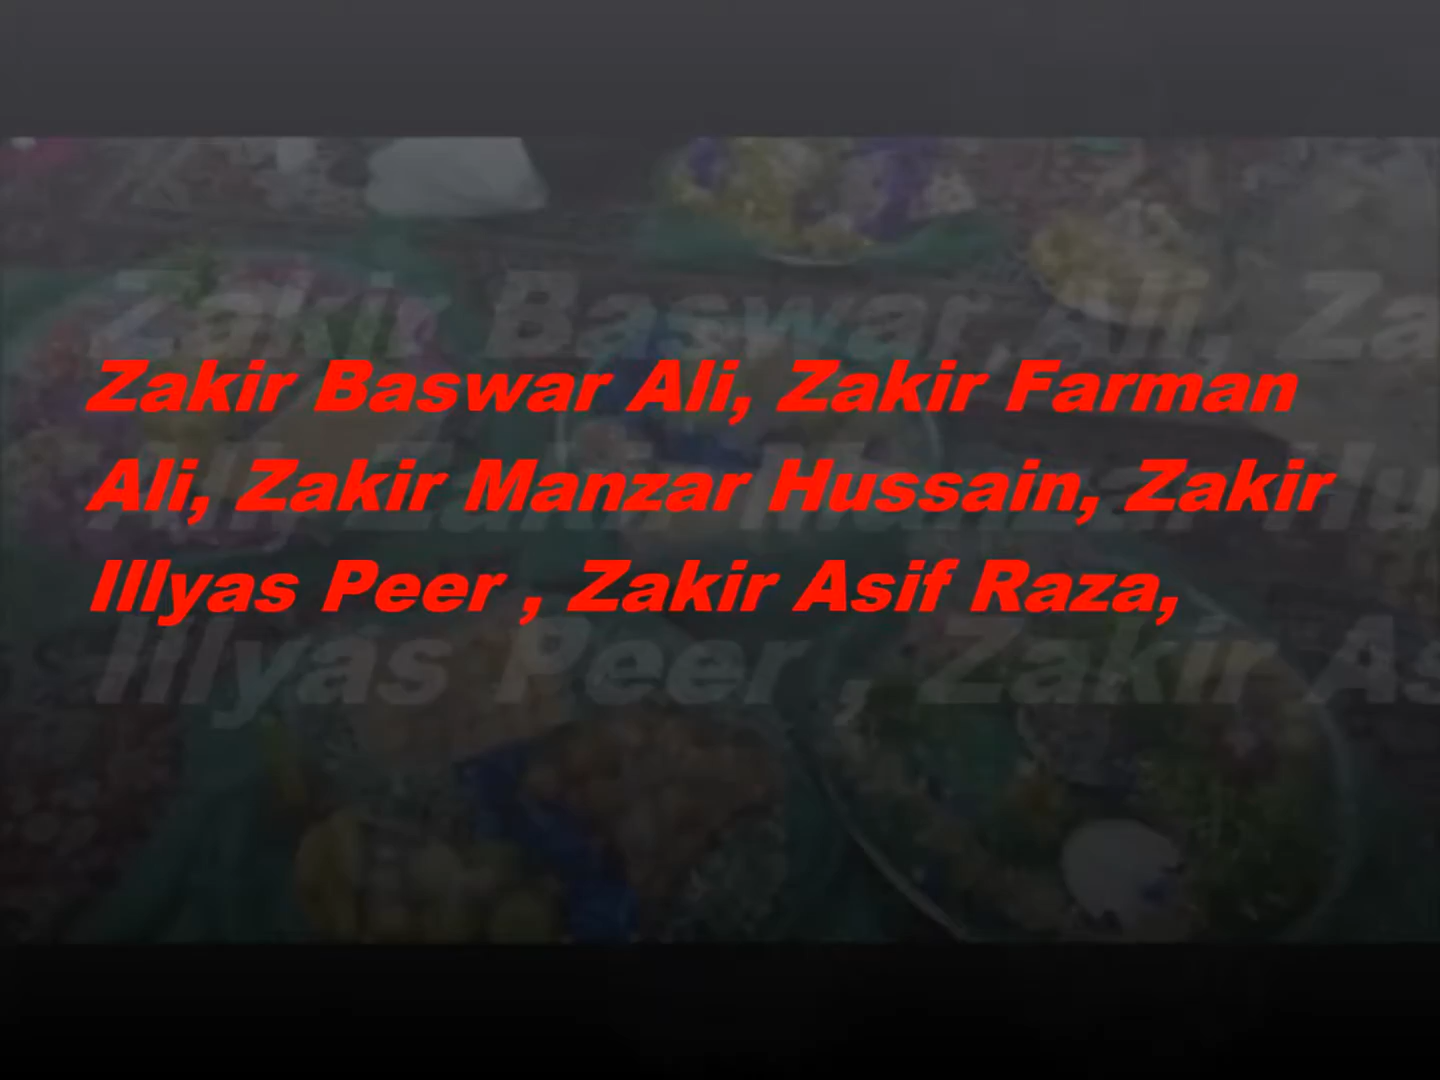 Zakir Baswar Ali, Zakir Farman
Ali, Zakir Manzar Hussain, Zakir
Illyas Peer , Zakir Asif Raza,